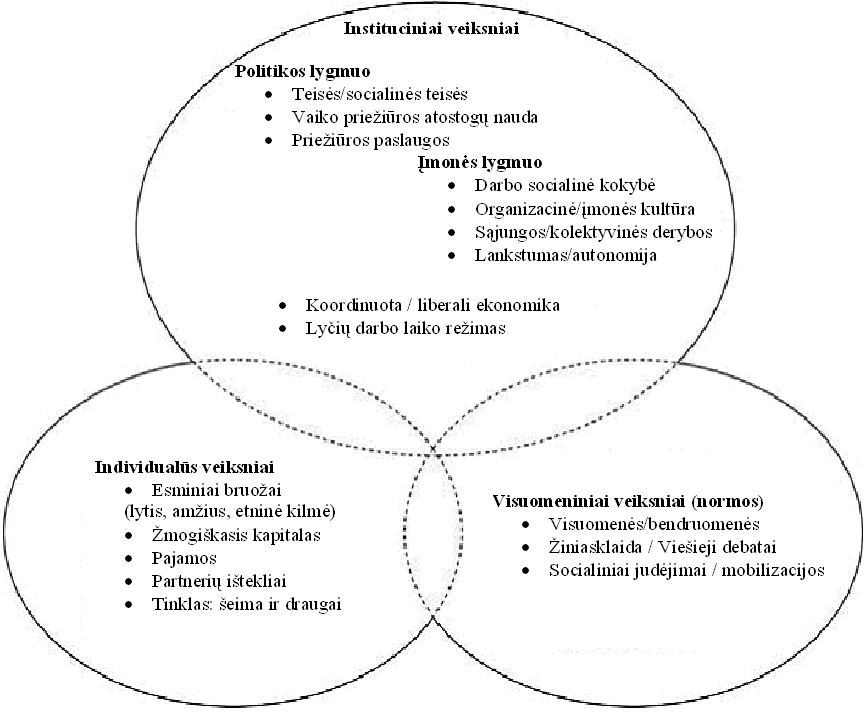 Instituciniai veiksniai
Politikos lygmuo
• Teisės/socialinės teisės
• Vaiko priežiūros atostogų nauda
• Priežiūros paslaugos
Įmonės lygmuo
• Darbo socialinė kokybė
• Organizacinė/įmonės kultūra
• Sąjungos/kolektyvinės derybos
• Lankstumas/autonomija
• Koordinuota / liberali ekonomika
• Lyčių darbo laiko režimas
Individualūs veiksniai
• Esminiai bruožai
(lytis, amžius, etninė kilmė)
• Žmogiškasis kapitalas
• Pajamos
• Partnerių ištekliai
• Tinklas: šeima ir draugai
Visuomeniniai veiksniai (normos)
• Visuomenės/bendruomenės
• Žiniasklaida / Viešieji debatai
• Socialiniai judėjimai / mobilizacijos